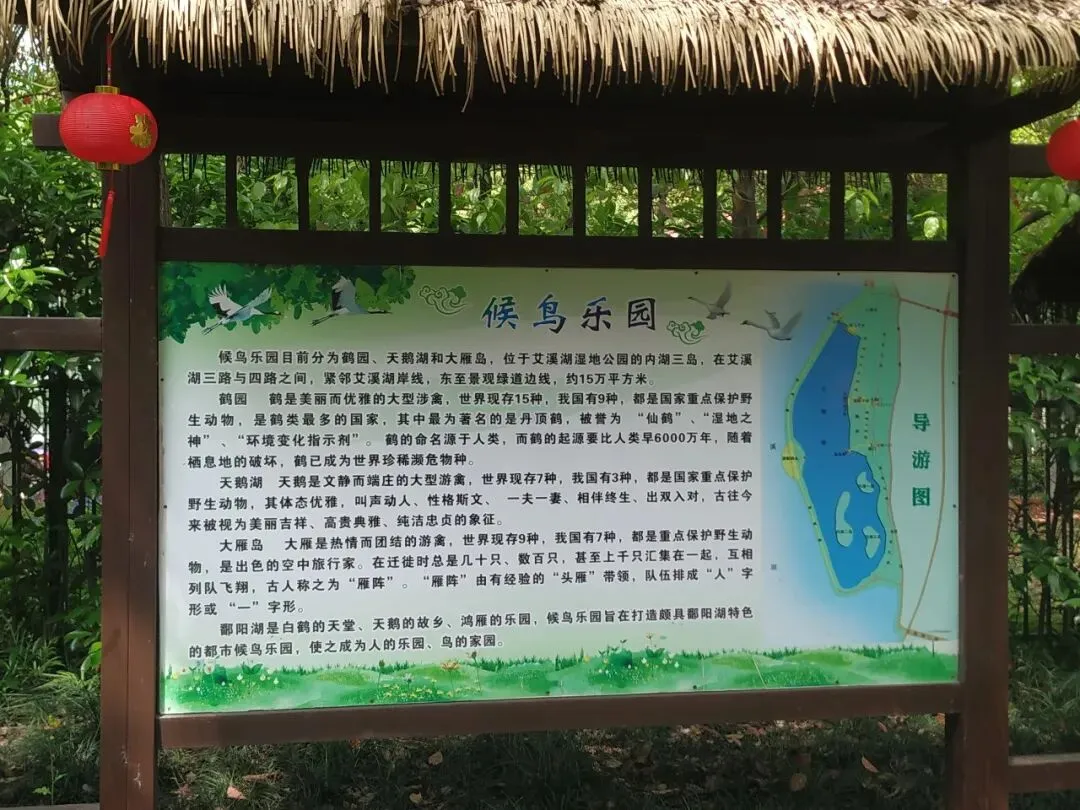 候鸟乐园
候鸟乐园目前分为鹤园、天鹅湖和大雁岛，位于艾溪湖湿地公园的内湖三岛，在艾溪
湖三路与四路之间，紧邻艾溪湖岸线，东至景观绿道边线，约15万平方米。
鹤园 鹤是美丽而优雅的大型涉禽，世界现存15种，我国有9种，都是国家重点保护野
生动物，是鹤类最多的国家，其中最为著名的是丹顶鹤，被誉为“仙鹤”、“湿地之
神”、“环境变化指示剂”。鹤的命名源于人类，而鹤的起源要比人类早6000万年，随着
栖息地的破坏，鹤已成为世界珍稀濒危物种。
天鹅湖 天鹅是文静而端庄的大型游禽，世界现存7种，我国有3种，都是国家重点保护
野生动物，其体态优雅，叫声动人、性格斯文、一夫一妻、相伴终生、出双入对，古往今
来被视为美丽吉祥、高贵典雅、纯洁忠贞的象征。
大雁岛 大雁是热情而团结的游禽，世界现存9种，我国有7种，都是重点保护野生动
物，是出色的空中旅行家。在迁徙时总是几十只、数百只，甚至上千只汇集在一起，互相
列队飞翔，古人称之为“雁阵”。“雁阵”由有经验的“头雁”带领，队伍排成“人”字
形或“一”字形。
鄱阳湖是白鹤的天堂、天鹅的故乡、鸿雁的乐园，候鸟乐园旨在打造颇具鄱阳湖特色
的都市候鸟乐园，使之成为人的乐园、鸟的家园。
导游图